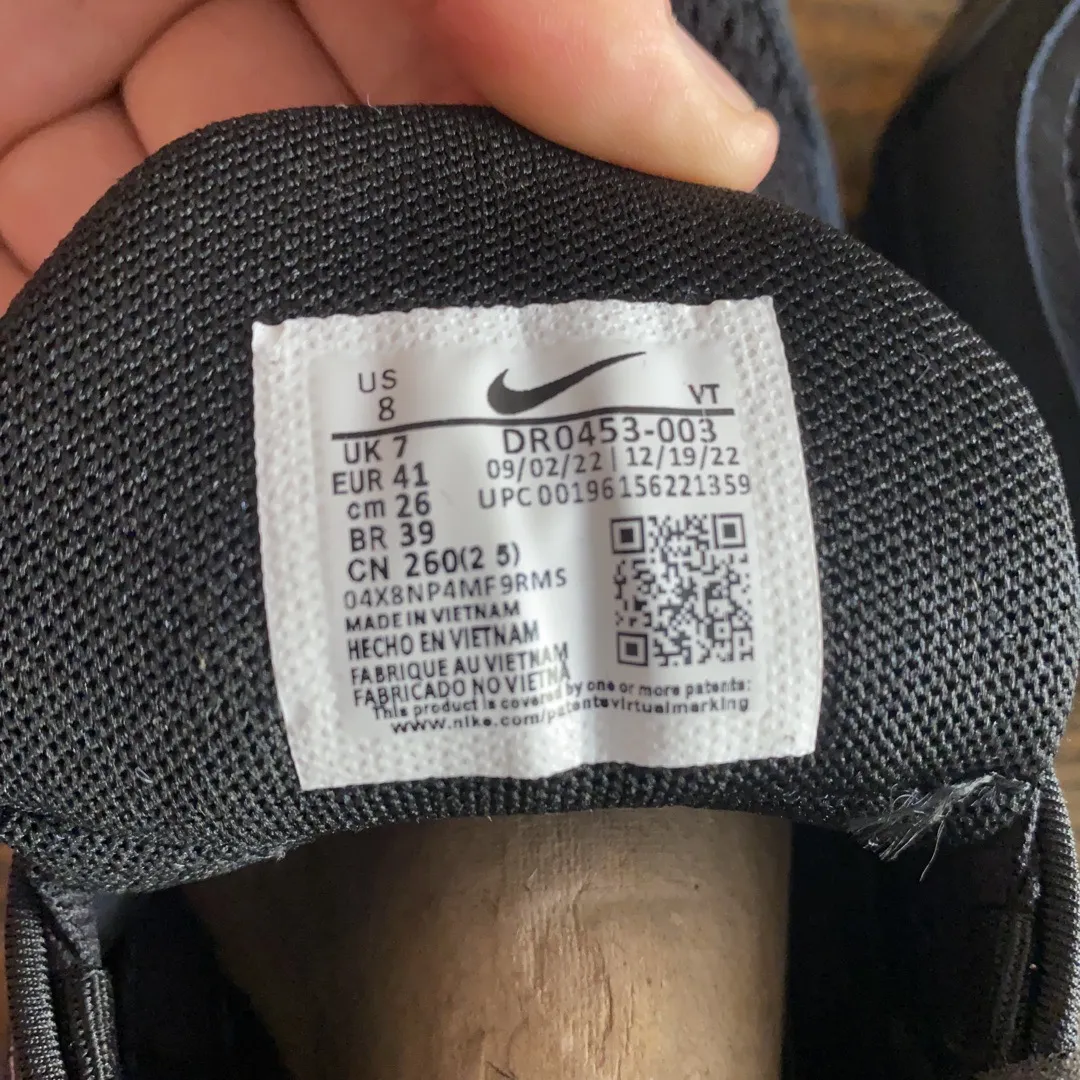 US
8
VT
UK 7
DR0453-003
EUR 41
09/02/22 | 12/19/22
cm 26
UPC 00196156221359
BR 39
CN 260(2 5)
04X8NP4MF9RMS
MADE IN VIETNAM
HECHO EN VIETNAM
FABRIQUE AU VIETNAM
FABRICADO NO VIETNA
This product is covered by one or more patents:
www.nike.com/patentsvirtualmarking